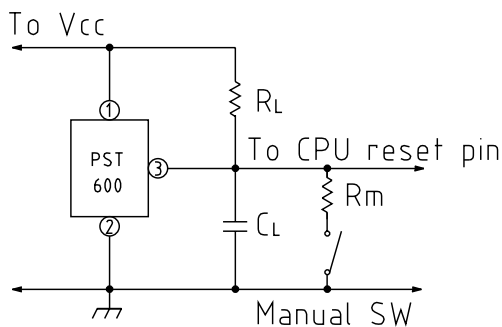 To Vcc
①
RL
To CPU reset pin
PST
600
③
Rm
②
CL
Manual SW